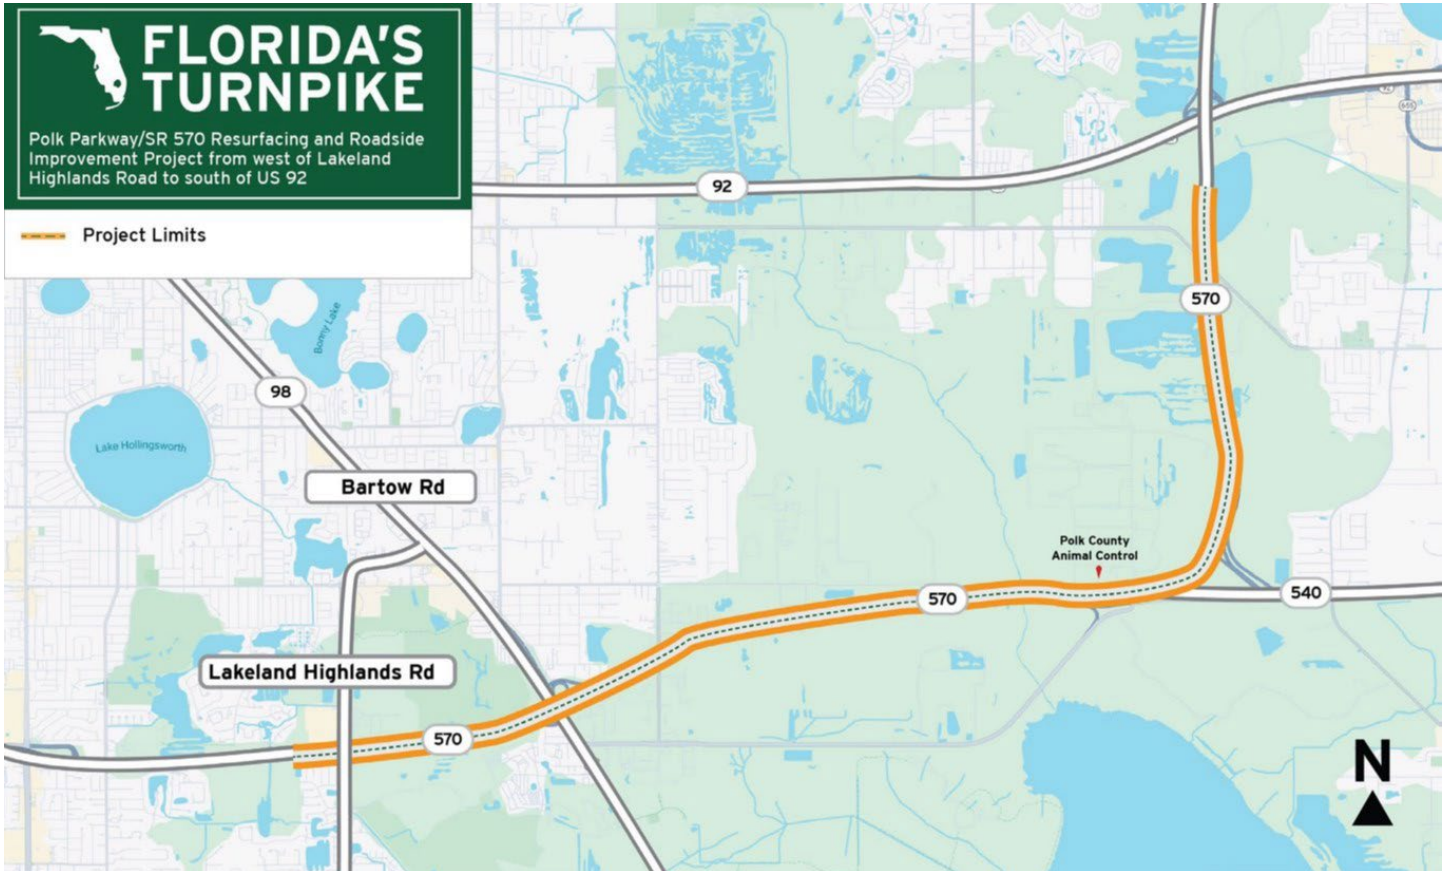 FLORIDA'S
TURNPIKE
Polk Parkway/SR 570 Resurfacing and Roadside
Improvement Project from west of Lakeland
Highlands Road to south of US 92
Project Limits
92
570
Bonny Lake
98
Lake Hollingsworth
Bartow Rd
Polk County
Animal Control
570
540
Lakeland Highlands Rd
570
N